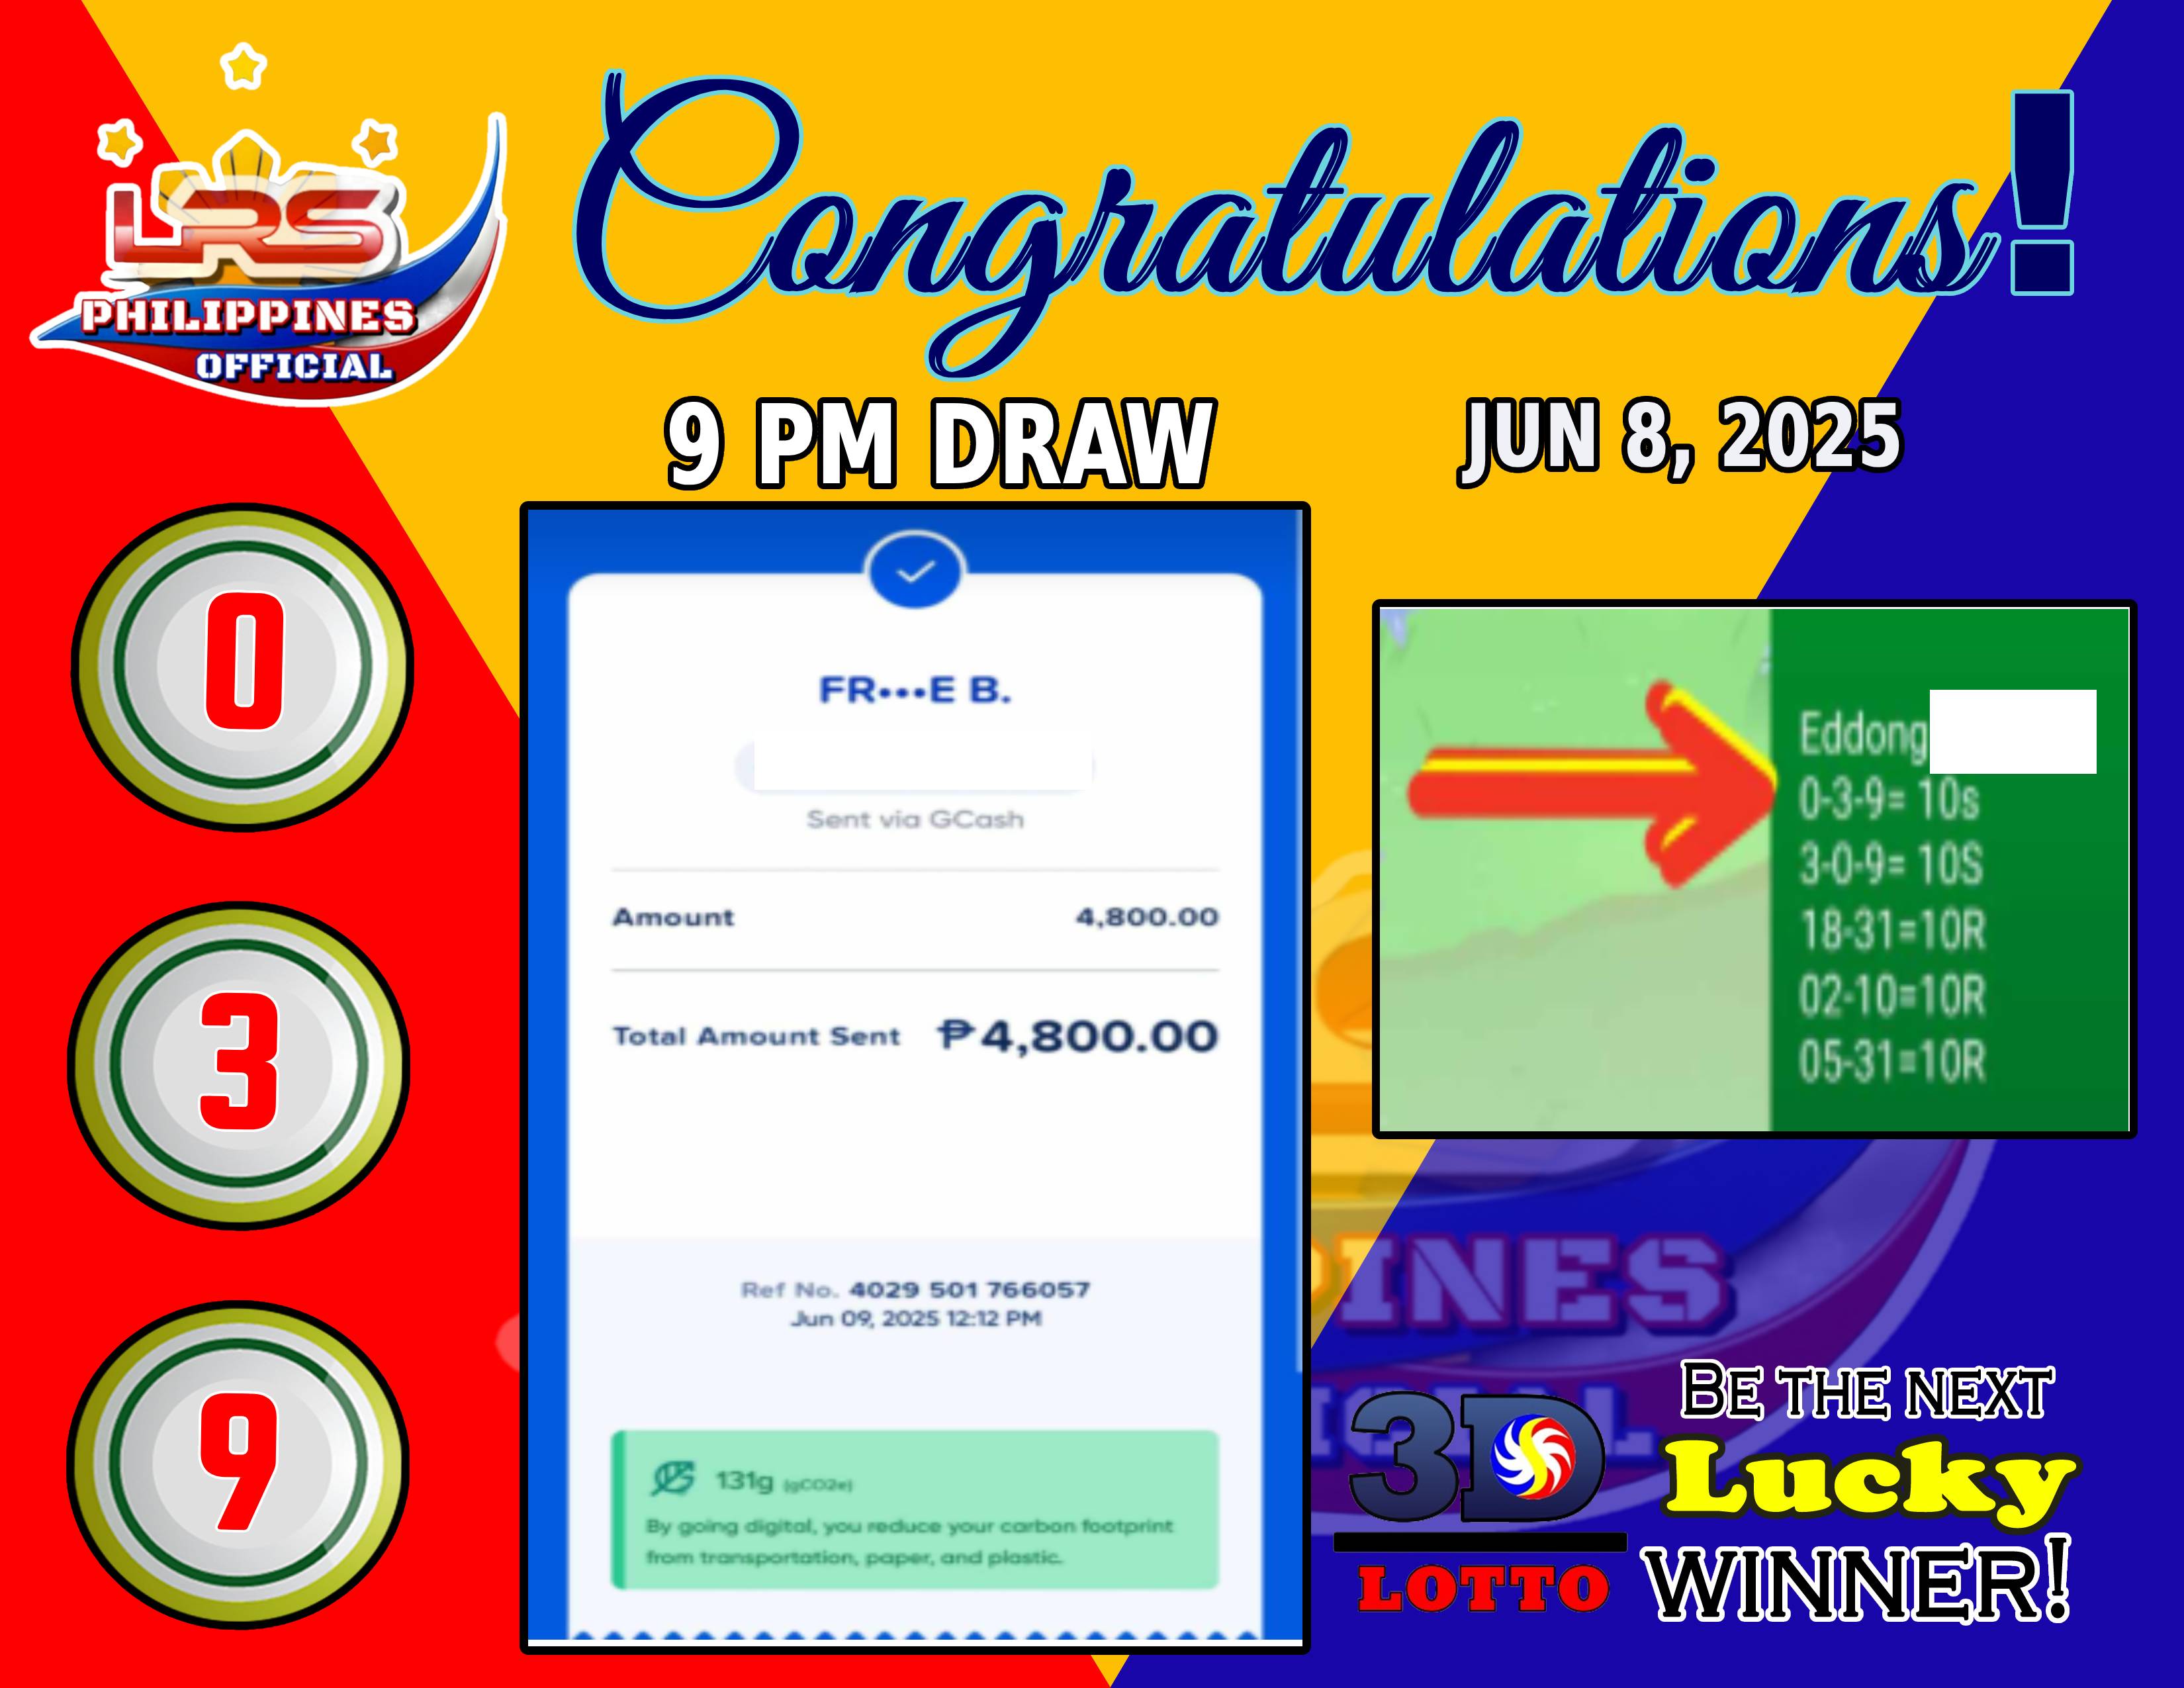 LRS
PHILIPPINES
OFFICIAL
Congratulations!
9 PM DRAW
JUN 8, 2025
0
3
9
FR•••E B.
Sent via GCash
Amount 4,800.00
Total Amount Sent ₱4,800.00
Ref No. 4029 501 766057
Jun 09, 2025 12:12 PM
131g (gCO2e)
By going digital, you reduce your carbon footprint
from transportation, paper, and plastic.
Eddong
0-3-9= 10s
3-0-9= 10S
18-31=10R
02-10=10R
05-31=10R
PINES
3D
LOTTO
BE THE NEXT
Lucky
WINNER!